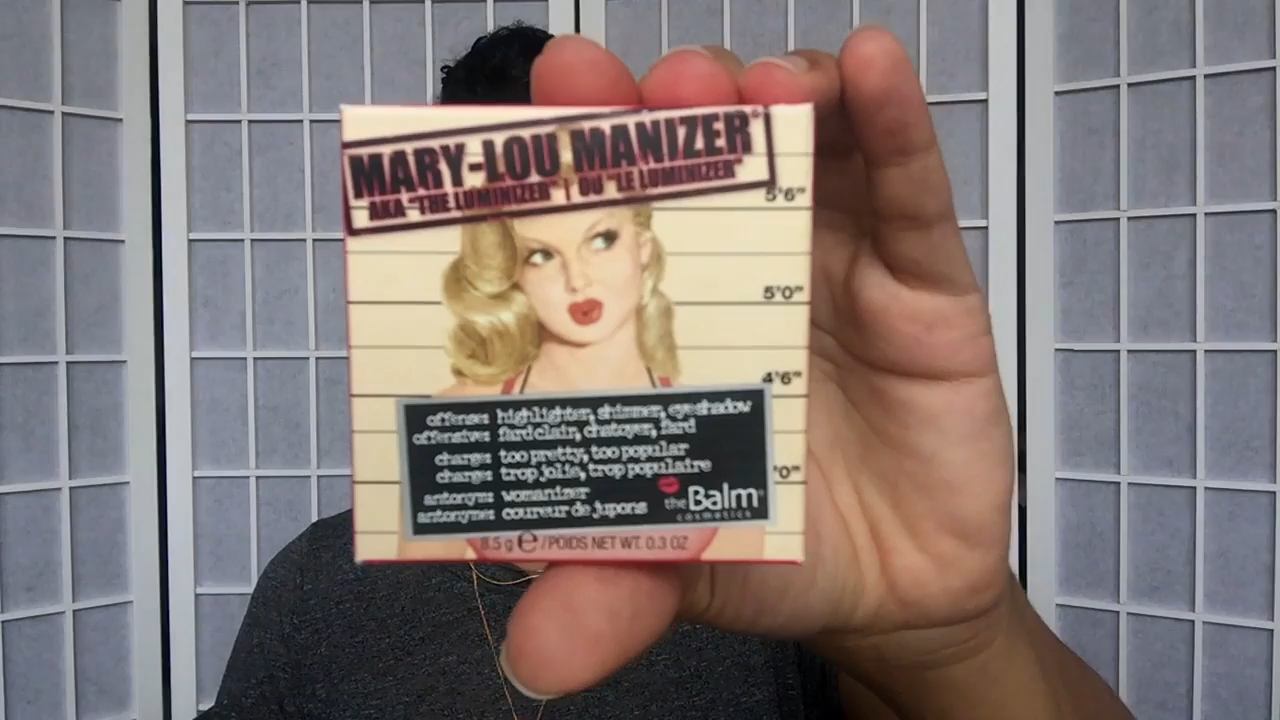 MARY-LOU MANIZER®
AKA "THE LUMINIZER" | OU "LE LUMINIZER"
5'6"
5'0"
4'6"
'0"
offense: highlighter, shimmer, eyeshadow
offensive: fard clair, chatoyer, fard
charge: too pretty, too popular
charge: trop jolie, trop populaire
antonym: womanizer
antonyme: coureur de jupons
theBalm®
cosmetics
8.5 g e / POIDS NET WT. 0.3 OZ